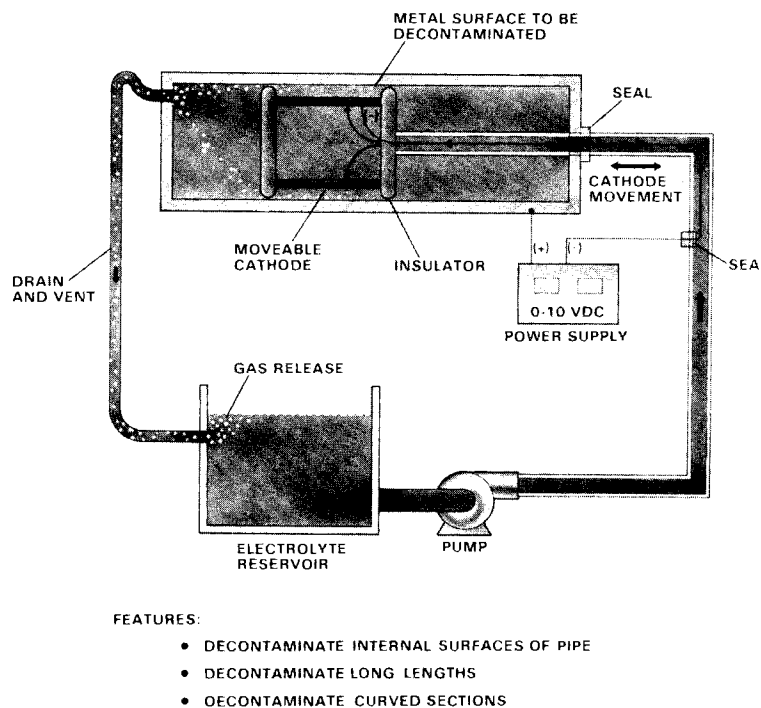 METAL SURFACE TO BE
DECONTAMINATED
SEAL
(-)
CATHODE
MOVEMENT
MOVEABLE
CATHODE
INSULATOR
(+)
(-)
SEA
DRAIN
AND VENT
0-10 VDC
POWER SUPPLY
GAS RELEASE
ELECTROLYTE
RESERVOIR
PUMP
FEATURES:
• DECONTAMINATE INTERNAL SURFACES OF PIPE
• DECONTAMINATE LONG LENGTHS
• OECONTAMINATE CURVED SECTIONS